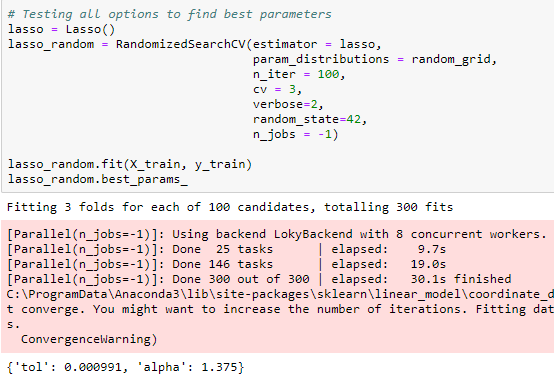 # Testing all options to find best parameters
lasso = Lasso()
lasso_random = RandomizedSearchCV(estimator = lasso,
param_distributions = random_grid,
n_iter = 100,
cv = 3,
verbose=2,
random_state=42,
n_jobs = -1)
lasso_random.fit(X_train, y_train)
lasso_random.best_params_
Fitting 3 folds for each of 100 candidates, totalling 300 fits
[Parallel(n_jobs=-1)]: Using backend LokyBackend with 8 concurrent workers.
[Parallel(n_jobs=-1)]: Done  25 tasks      | elapsed:    9.7s
[Parallel(n_jobs=-1)]: Done 146 tasks      | elapsed:   19.0s
[Parallel(n_jobs=-1)]: Done 300 out of 300 | elapsed:   30.1s finished
C:\ProgramData\Anaconda3\lib\site-packages\sklearn\linear_model\coordinate_d
t converge. You might want to increase the number of iterations. Fitting dat
s.
ConvergenceWarning)
{'tol': 0.000991, 'alpha': 1.375}